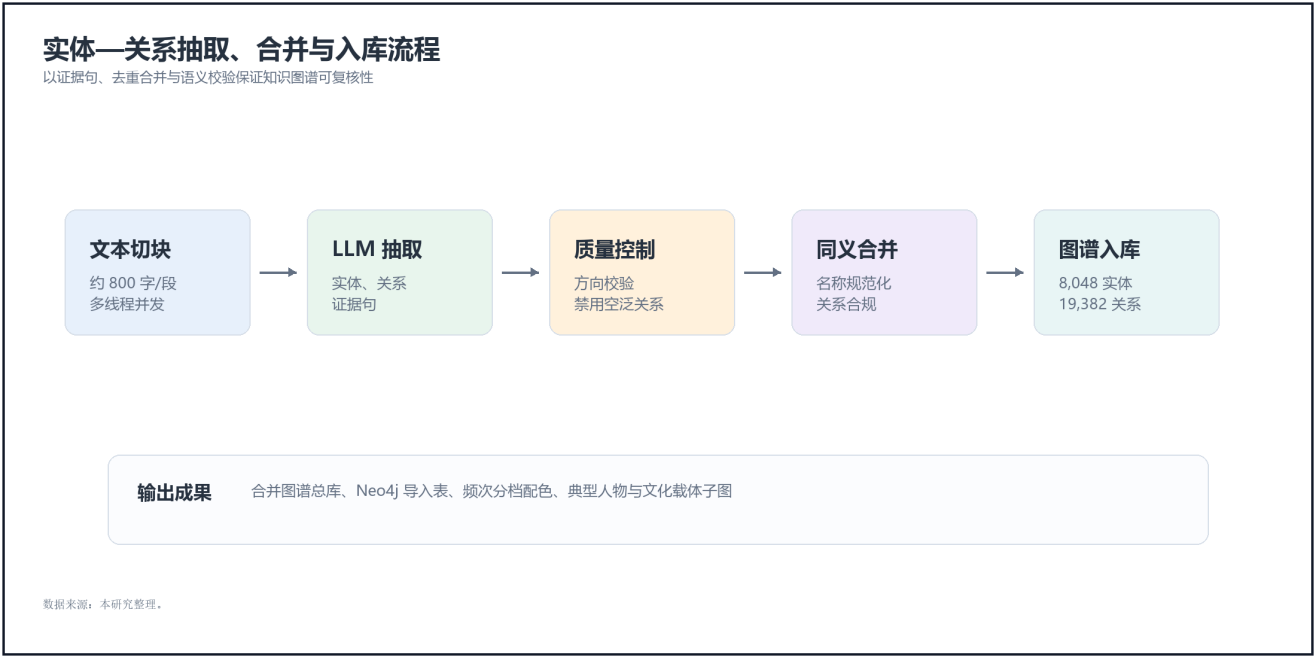 实体—关系抽取、合并与入库流程
以证据句、去重合并与语义校验保证知识图谱可复核性
文本切块
约 800 字/段
多线程并发
LLM 抽取
实体、关系
证据句
质量控制
方向校验
禁用空泛关系
同义合并
名称规范化
关系合规
图谱入库
8,048 实体
19,382 关系
输出成果
合并图谱总库、Neo4j 导入表、频次分档配色、典型人物与文化载体子图
数据来源：本研究整理。